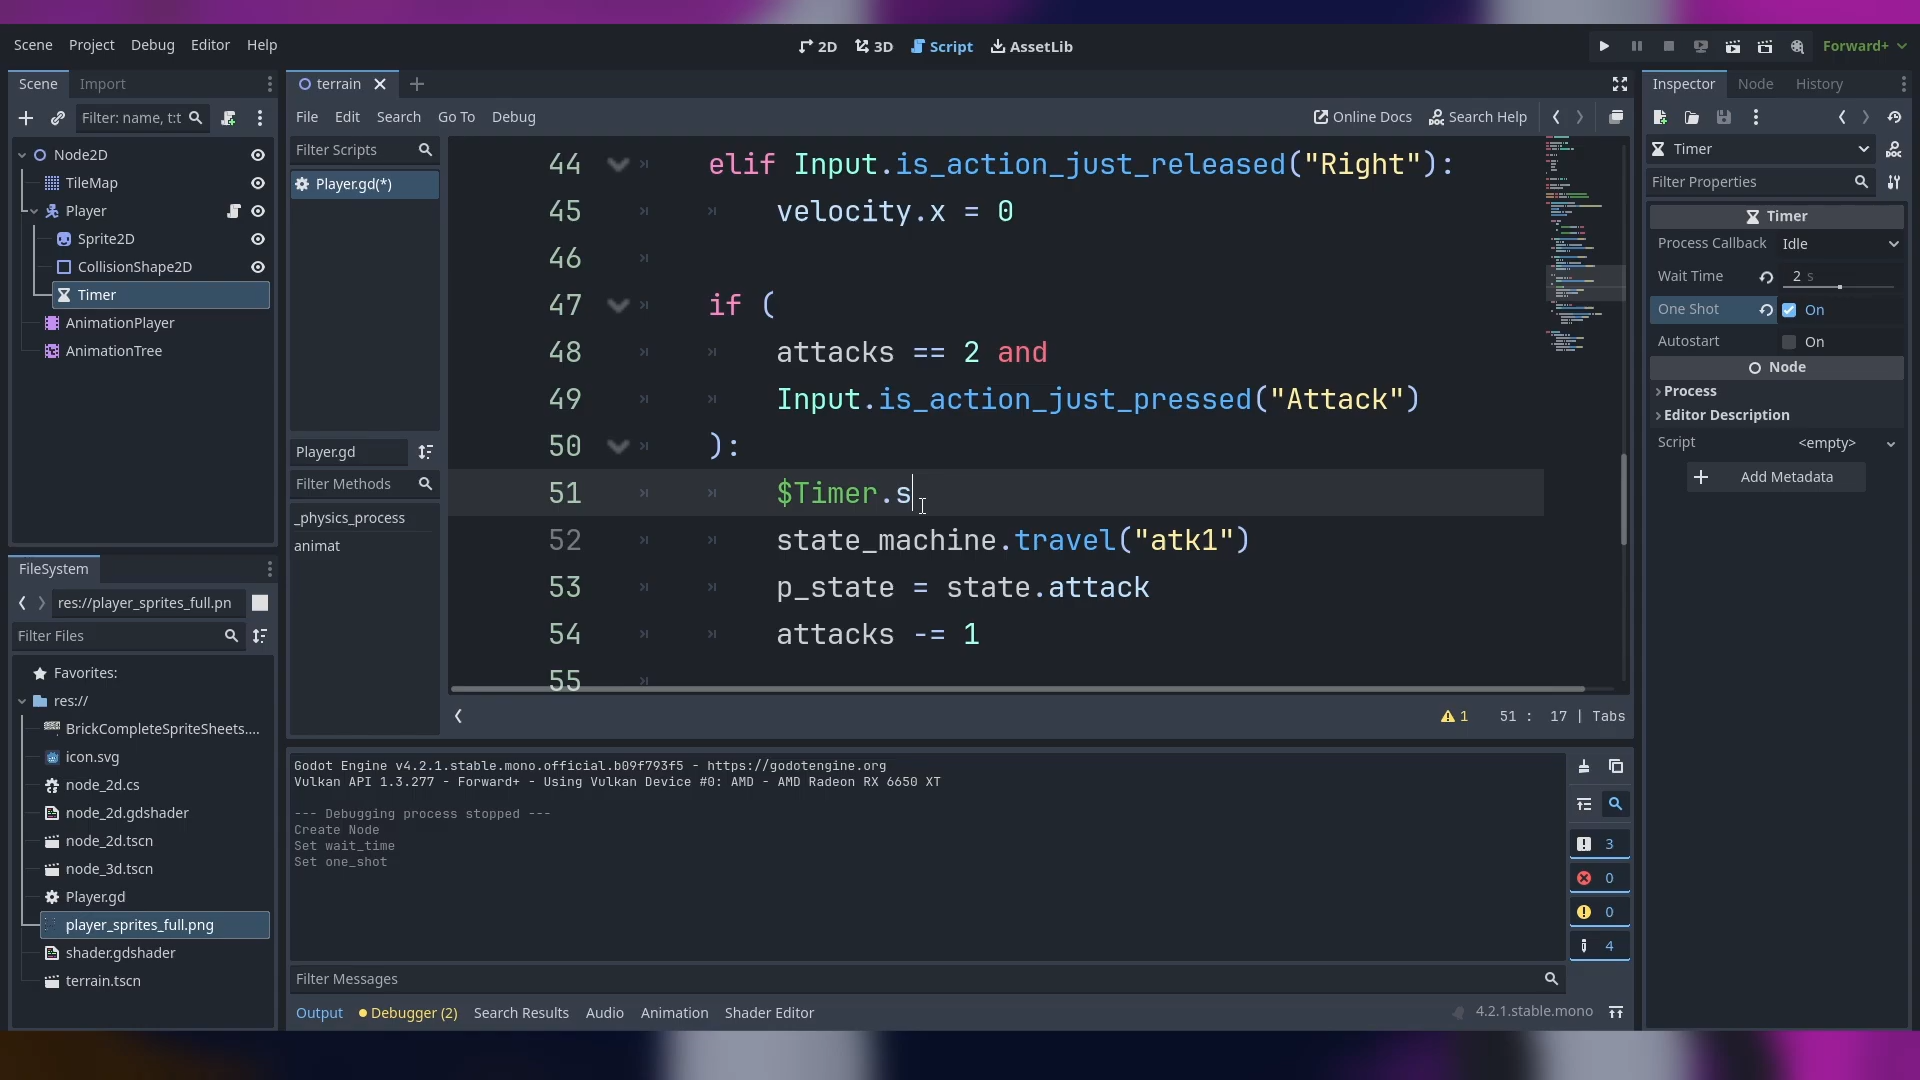 Scene Project Debug Editor Help
2D 3D Script AssetLib
Forward+
Scene Import
Filter: name, t:t
Node2D
TileMap
Player
Sprite2D
CollisionShape2D
Timer
AnimationPlayer
AnimationTree
FileSystem
res://player_sprites_full.pn
Filter Files
Favorites:
res://
BrickCompleteSpriteSheets....
icon.svg
node_2d.cs
node_2d.gdshader
node_2d.tscn
node_3d.tscn
Player.gd
player_sprites_full.png
shader.gdshader
terrain.tscn
terrain
File Edit Search Go To Debug
Online Docs Search Help
Filter Scripts
Player.gd(*)
Player.gd
Filter Methods
_physics_process
animat
44 elif Input.is_action_just_released("Right"):
45 velocity.x = 0
46
47 if (
48 attacks == 2 and
49 Input.is_action_just_pressed("Attack")
50 ):
51 $Timer.s
52 state_machine.travel("atk1")
53 p_state = state.attack
54 attacks -= 1
55
1 51 : 17 | Tabs
Godot Engine v4.2.1.stable.mono.official.b09f793f5 - https://godotengine.org
Vulkan API 1.3.277 - Forward+ - Using Vulkan Device #0: AMD - AMD Radeon RX 6650 XT
--- Debugging process stopped ---
Create Node
Set wait_time
Set one_shot
3
0
0
4
Filter Messages
Output Debugger (2) Search Results Audio Animation Shader Editor
4.2.1.stable.mono
Inspector Node History
Timer
Filter Properties
Timer
Process Callback Idle
Wait Time 2 s
One Shot On
Autostart On
Node
Process
Editor Description
Script <empty>
Add Metadata